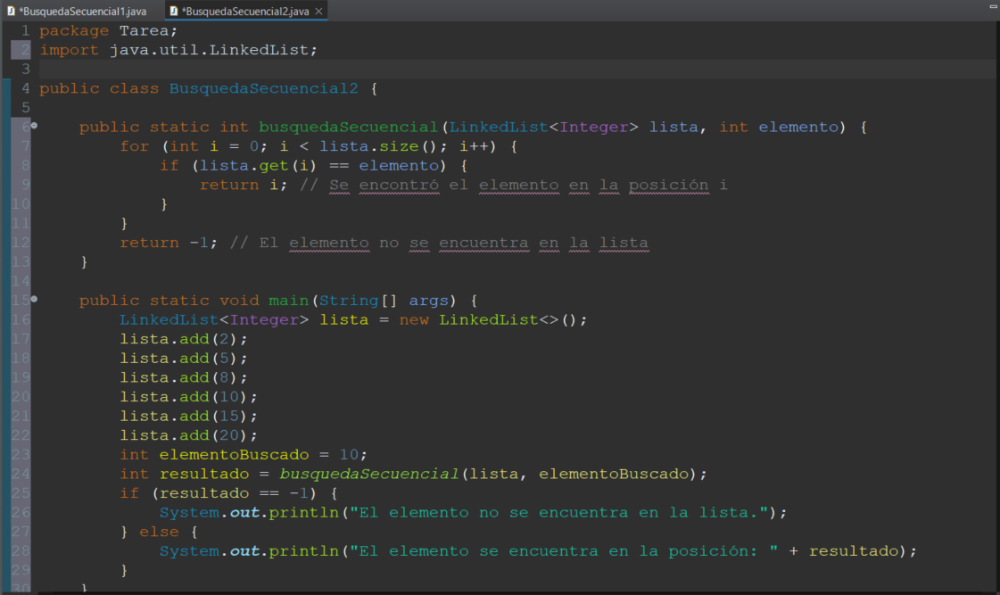 *BusquedaSecuencial1.java *BusquedaSecuencial2.java
1 package Tarea;
2 import java.util.LinkedList;
3
4 public class BusquedaSecuencial2 {
5
6 public static int busquedaSecuencial(LinkedList<Integer> lista, int elemento) {
7 for (int i = 0; i < lista.size(); i++) {
8 if (lista.get(i) == elemento) {
9 return i; // Se encontró el elemento en la posición i
10 }
11 }
12 return -1; // El elemento no se encuentra en la lista
13 }
14
15 public static void main(String[] args) {
16 LinkedList<Integer> lista = new LinkedList<>();
17 lista.add(2);
18 lista.add(5);
19 lista.add(8);
20 lista.add(10);
21 lista.add(15);
22 lista.add(20);
23 int elementoBuscado = 10;
24 int resultado = busquedaSecuencial(lista, elementoBuscado);
25 if (resultado == -1) {
26 System.out.println("El elemento no se encuentra en la lista.");
27 } else {
28 System.out.println("El elemento se encuentra en la posición: " + resultado);
29 }
30 }